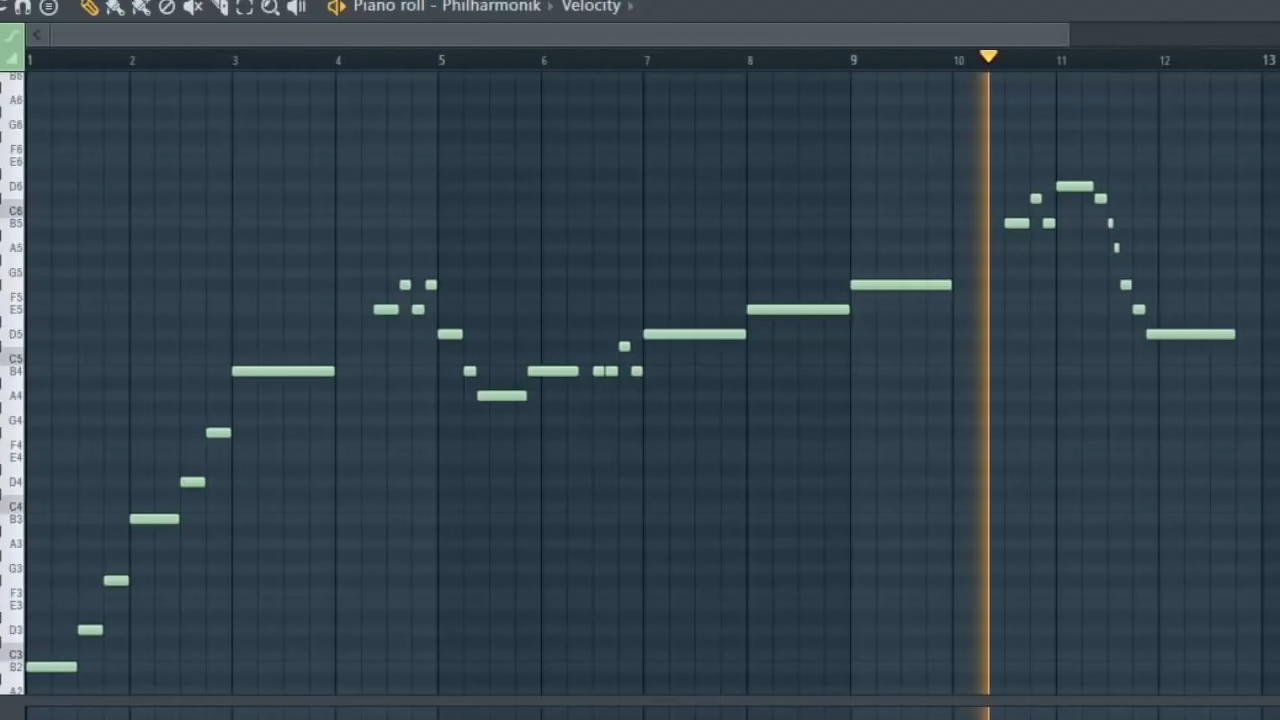 Piano roll - Philharmonik › Velocity ›
1 2 3 4 5 6 7 8 9 10 11 12 13
B6
A6
G6
F6
E6
D6
C6
B5
A5
G5
F5
E5
D5
C5
B4
A4
G4
F4
E4
D4
C4
B3
A3
G3
F3
E3
D3
C3
B2
A2